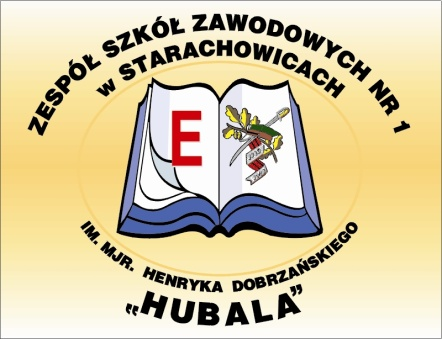 ZESPÓŁ SZKÓŁ ZAWODOWYCH NR 1
W STARACHOWICACH
E
IM. MJR. HENRYKA DOBRZAŃSKIEGO
„HUBALA”